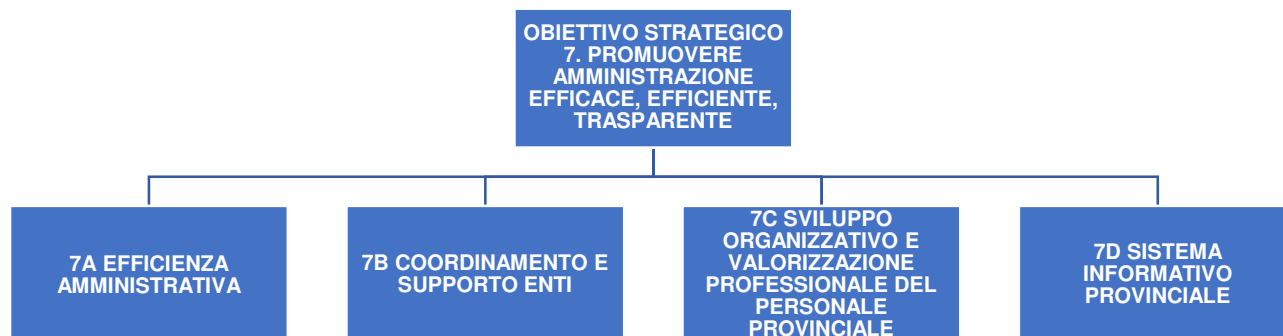 OBIETTIVO STRATEGICO
7. PROMUOVERE
AMMINISTRAZIONE
EFFICACE, EFFICIENTE,
TRASPARENTE
7A EFFICIENZA
AMMINISTRATIVA
7B COORDINAMENTO E
SUPPORTO ENTI
7C SVILUPPO
ORGANIZZATIVO E
VALORIZZAZIONE
PROFESSIONALE DEL
PERSONALE
PROVINCIALE
7D SISTEMA
INFORMATIVO
PROVINCIALE